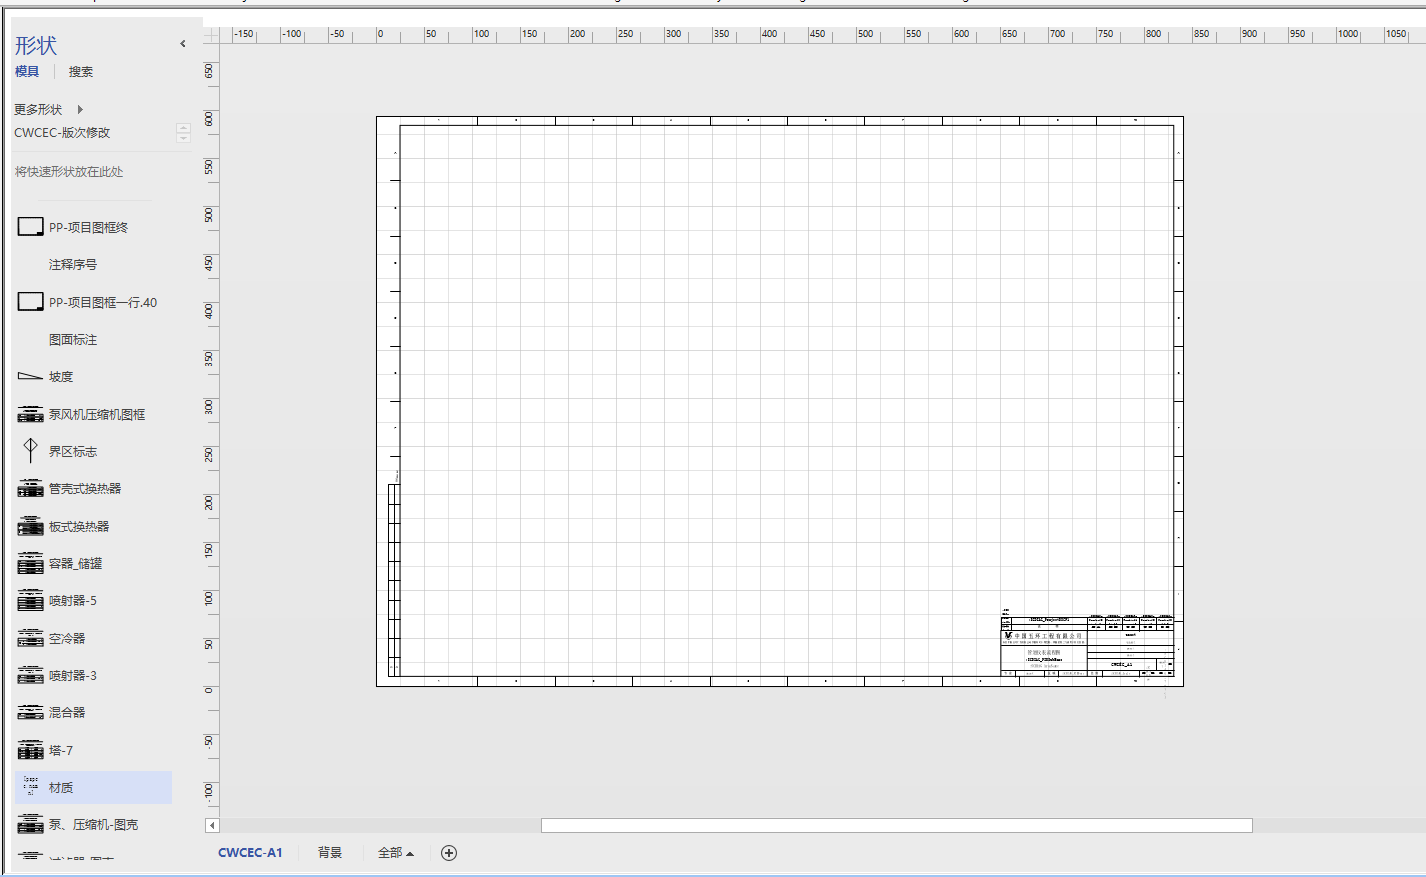 形状
模具 搜索
更多形状
CWCEC-版次修改
将快速形状放在此处
PP-项目图框终
注释序号
PP-项目图框一行.40
图面标注
坡度
泵风机压缩机图框
界区标志
管壳式换热器
板式换热器
容器_储罐
喷射器-5
空冷器
喷射器-3
混合器
塔-7
材质
泵、压缩机-图壳
-150 -100 -50 0 50 100 150 200 250 300 350 400 450 500 550 600 650 700 750 800 850 900 950 1000 1050
650
600
550
500
450
400
350
300
250
200
150
100
50
0
-50
-100
中国五环工程有限公司
CWCEC_A1
CWCEC-A1 背景 全部